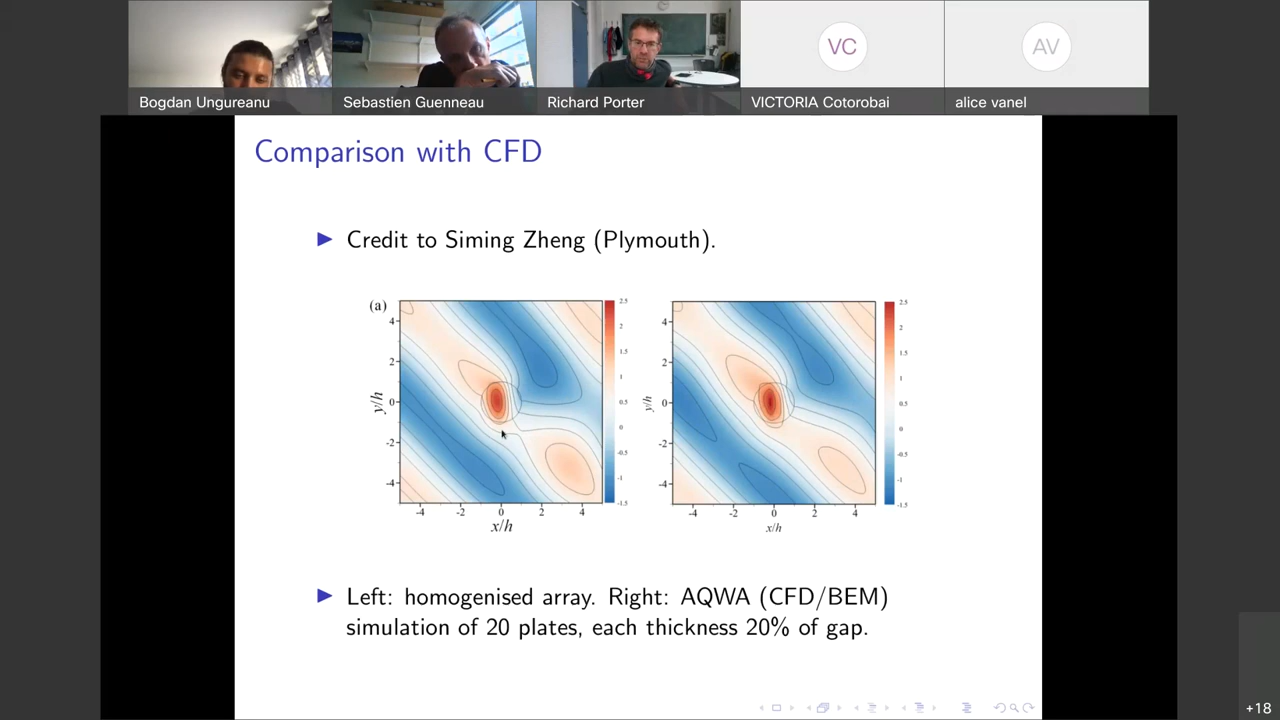 Bogdan Ungureanu
Sebastien Guenneau
Richard Porter
VC
VICTORIA Cotorobai
AV
alice vanel
Comparison with CFD
Credit to Siming Zheng (Plymouth).
(a)
y/h
4
2
0
-2
-4
-4 -2 0 2 4
x/h
2.5
2
1.5
1
0.5
0
-0.5
-1
-1.5
y/h
4
2
0
-2
-4
-4 -2 0 2 4
x/h
2.5
2
1.5
1
0.5
0
-0.5
-1
-1.5
Left: homogenised array. Right: AQWA (CFD/BEM)
simulation of 20 plates, each thickness 20% of gap.
+18